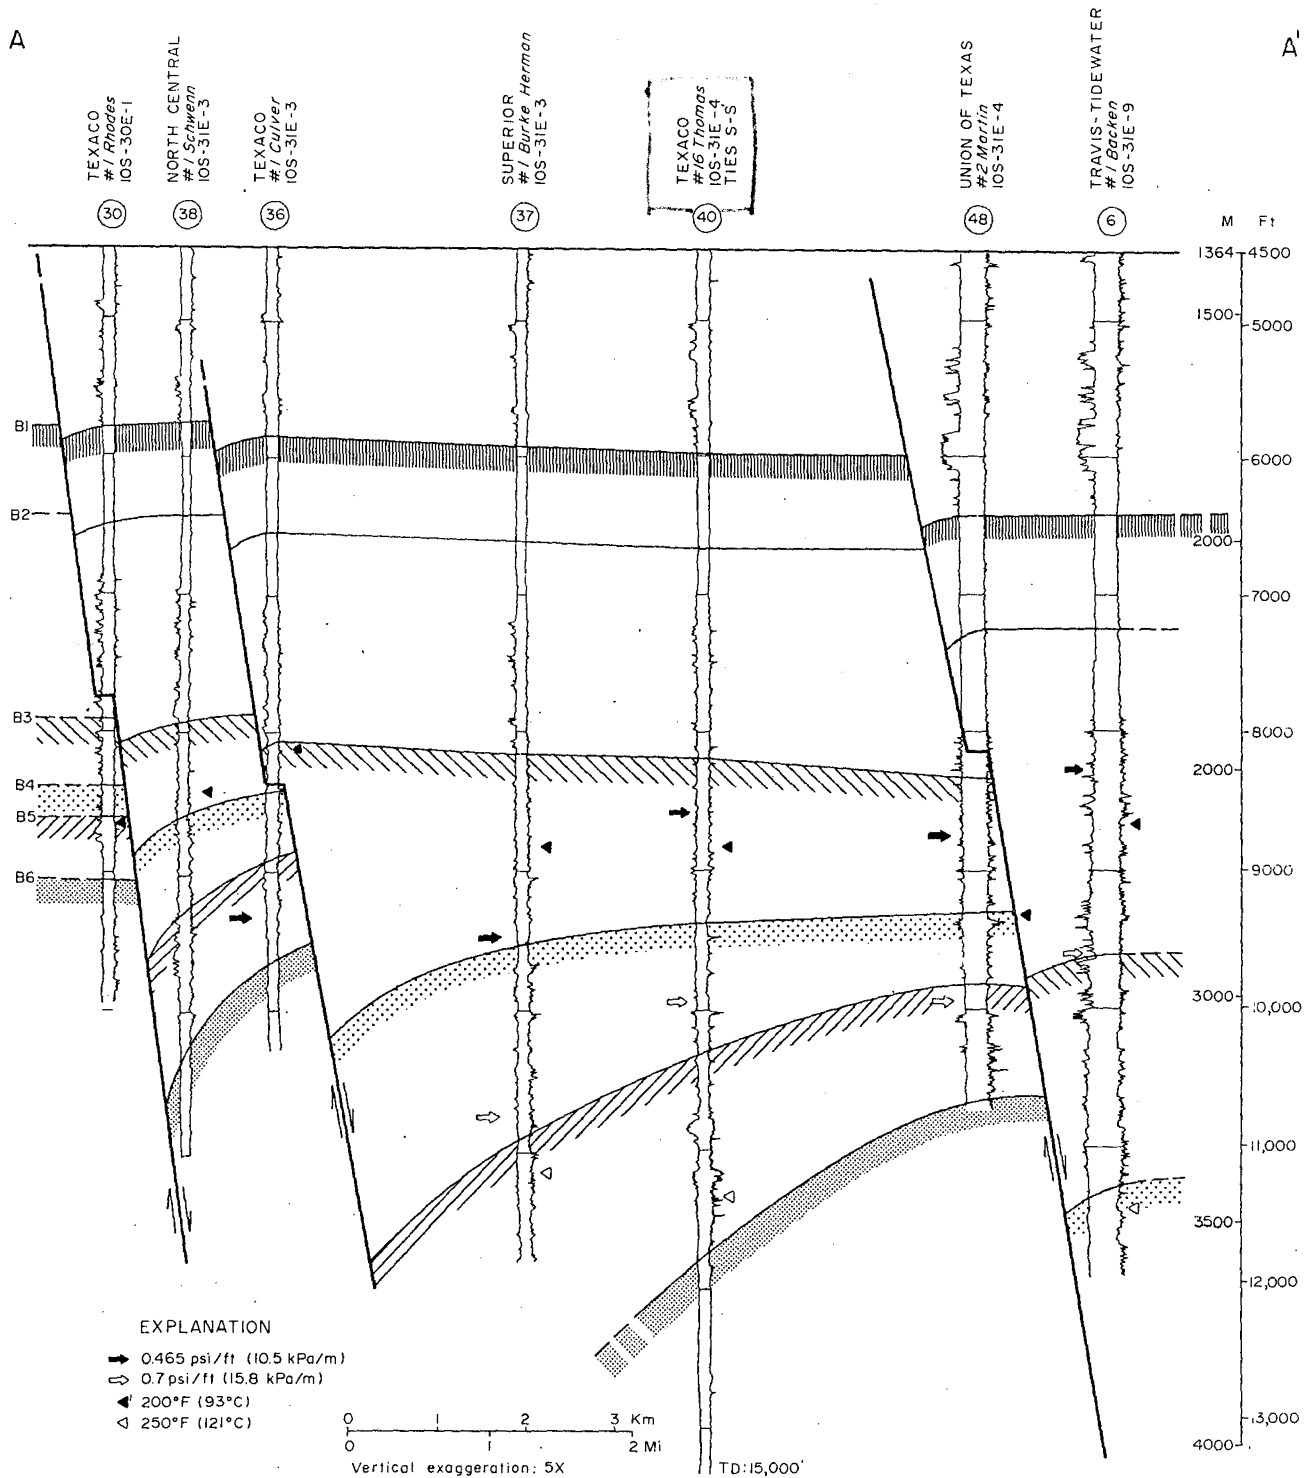 A
A'
TEXACO
#1 Rhodes
10S-30E-1
NORTH CENTRAL
#1 Schwenn
10S-31E-3
TEXACO
#1 Culver
10S-31E-3
SUPERIOR
#1 Burke Herman
10S-31E-3
TEXACO
#16 Thomas
10S-31E-4
TIES S-S'
UNION OF TEXAS
#2 Martin
10S-31E-4
TRAVIS-TIDEWATER
#1 Backen
10S-31E-9
30
38
36
37
40
48
6
M Ft
1364 4500
1500
5000
B1
6000
B2
2000
7000
B3
8000
2000
B4
B5
B6
9000
3000
10,000
11,000
3500
12,000
13,000
4000
EXPLANATION
0.465 psi/ft (10.5 kPa/m)
0.7 psi/ft (15.8 kPa/m)
200°F (93°C)
250°F (121°C)
0 1 2 3 Km
0 1 2 Mi
Vertical exaggeration: 5X
TD:15,000'